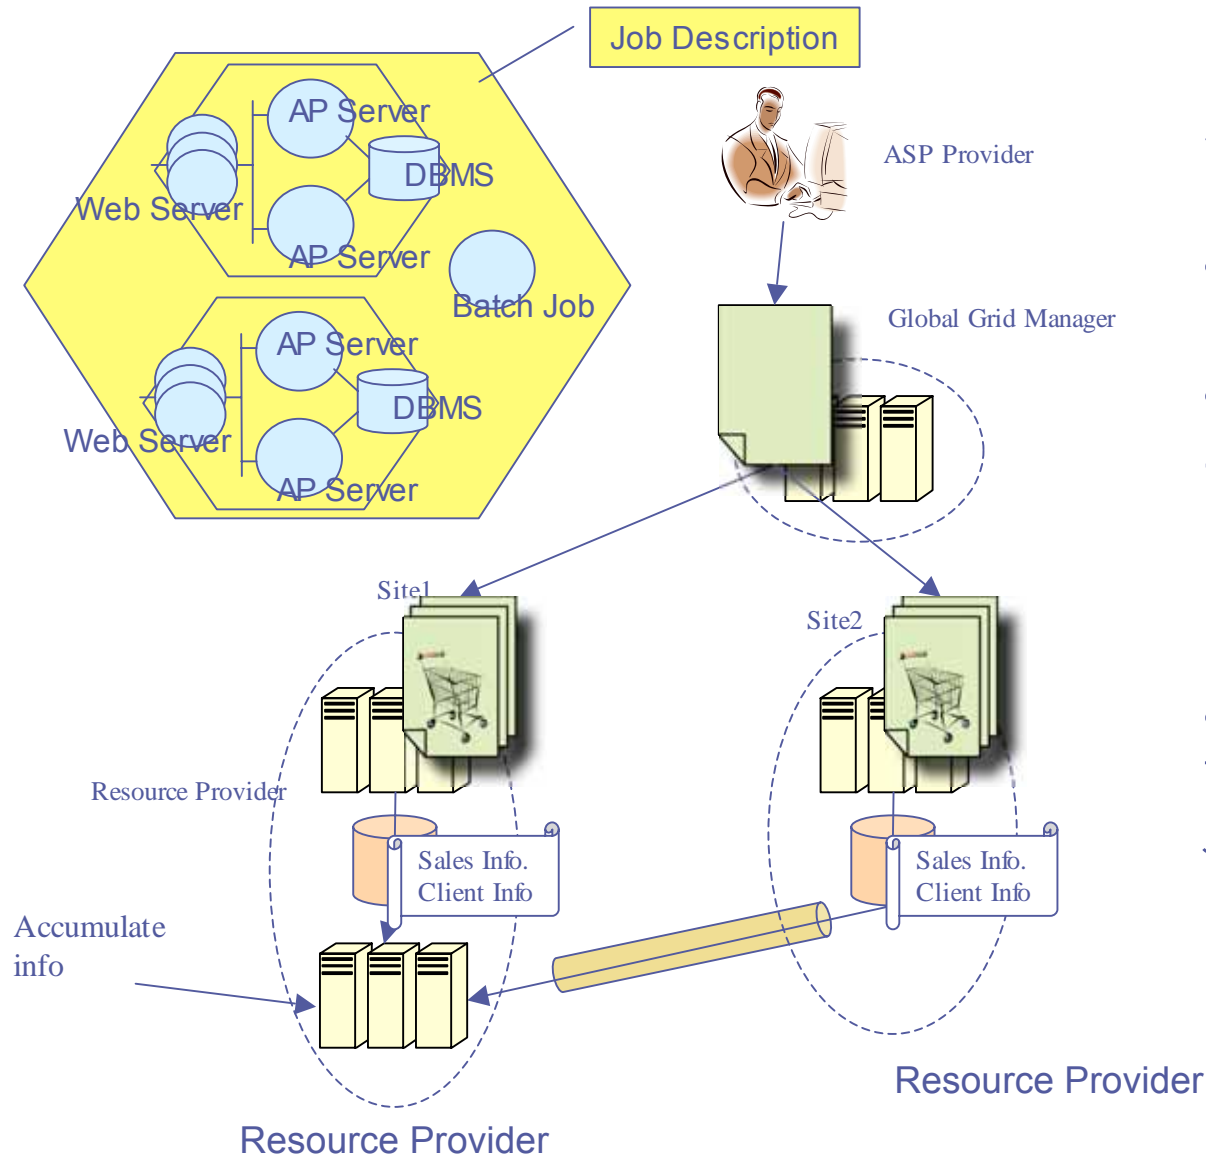 Job Description
AP Server
DBMS
Web Server
AP Server
Batch Job
AP Server
DBMS
Web Server
AP Server
ASP Provider
Global Grid Manager
Site1
Site2
Resource Provider
Sales Info.
Client Info
Sales Info.
Client Info
Accumulate
info
Resource Provider
Resource Provider